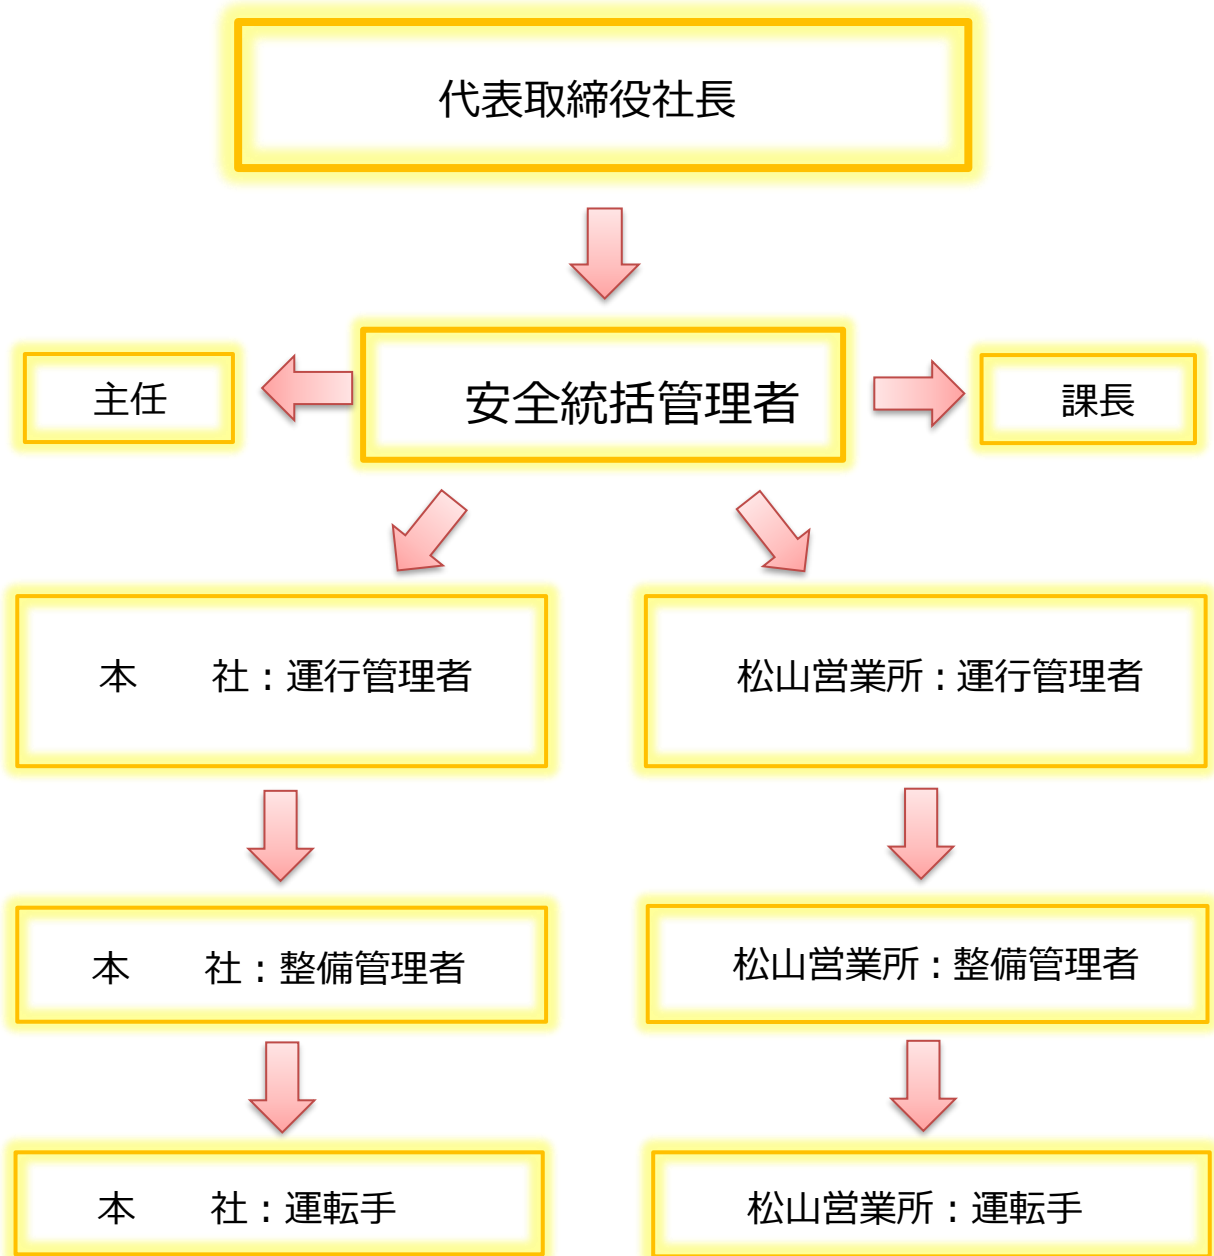 代表取締役社長
主任
安全統括管理者
課長
本　　社：運行管理者
松山営業所：運行管理者
本　　社：整備管理者
松山営業所：整備管理者
本　　社：運転手
松山営業所：運転手